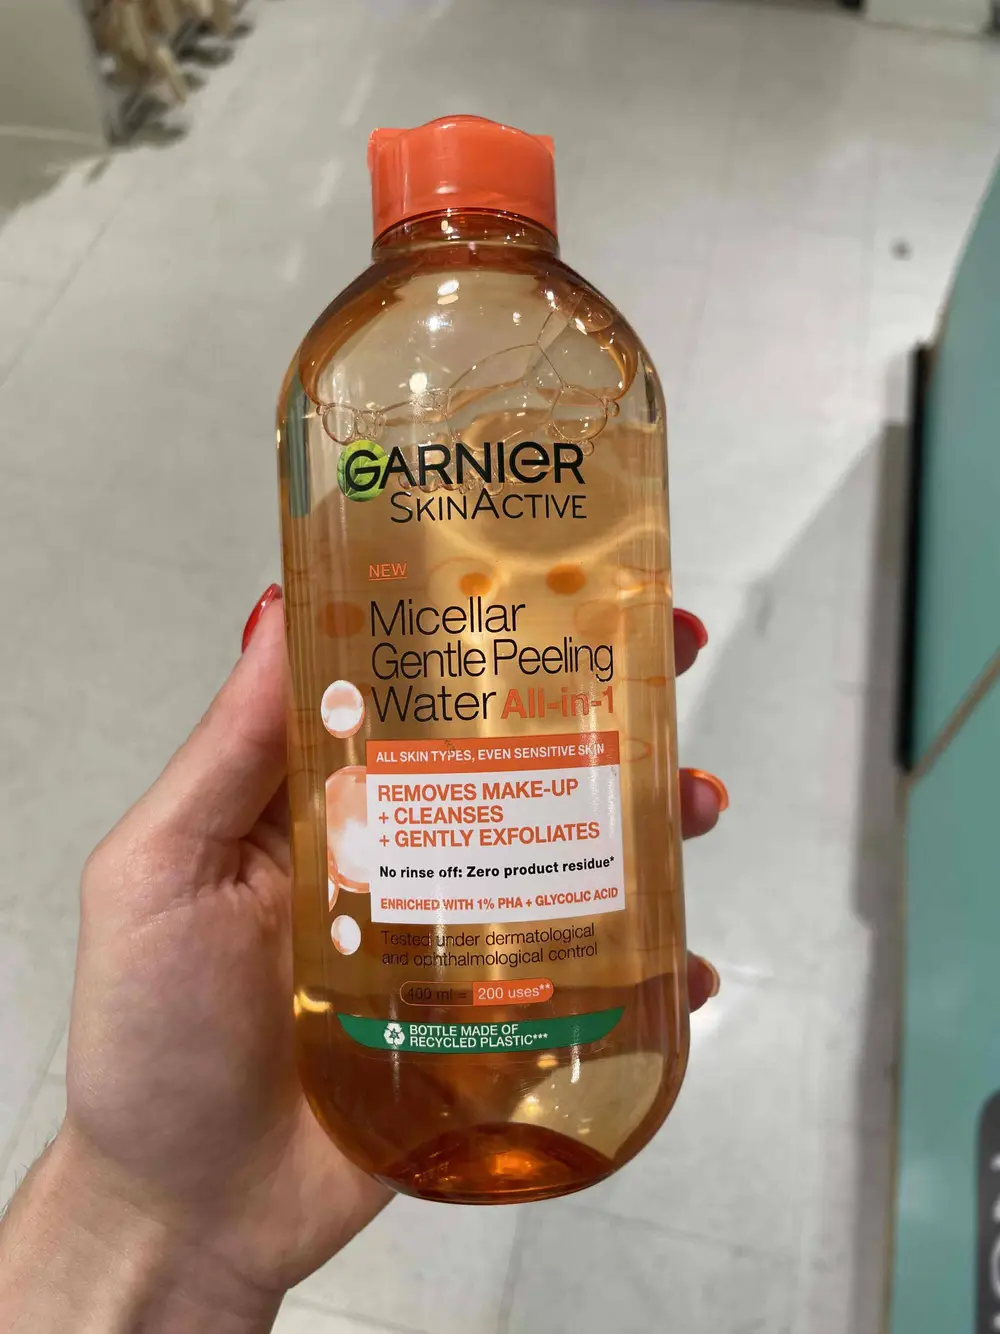 GARNIER
SKINACTIVE
NEW
Micellar
Gentle Peeling
Water All-in-1
ALL SKIN TYPES, EVEN SENSITIVE SKIN
REMOVES MAKE-UP
+ CLEANSES
+ GENTLY EXFOLIATES
No rinse off: Zero product residue*
ENRICHED WITH 1% PHA + GLYCOLIC ACID
Tested under dermatological
and ophthalmological control
400 ml = 200 uses**
BOTTLE MADE OF
RECYCLED PLASTIC***